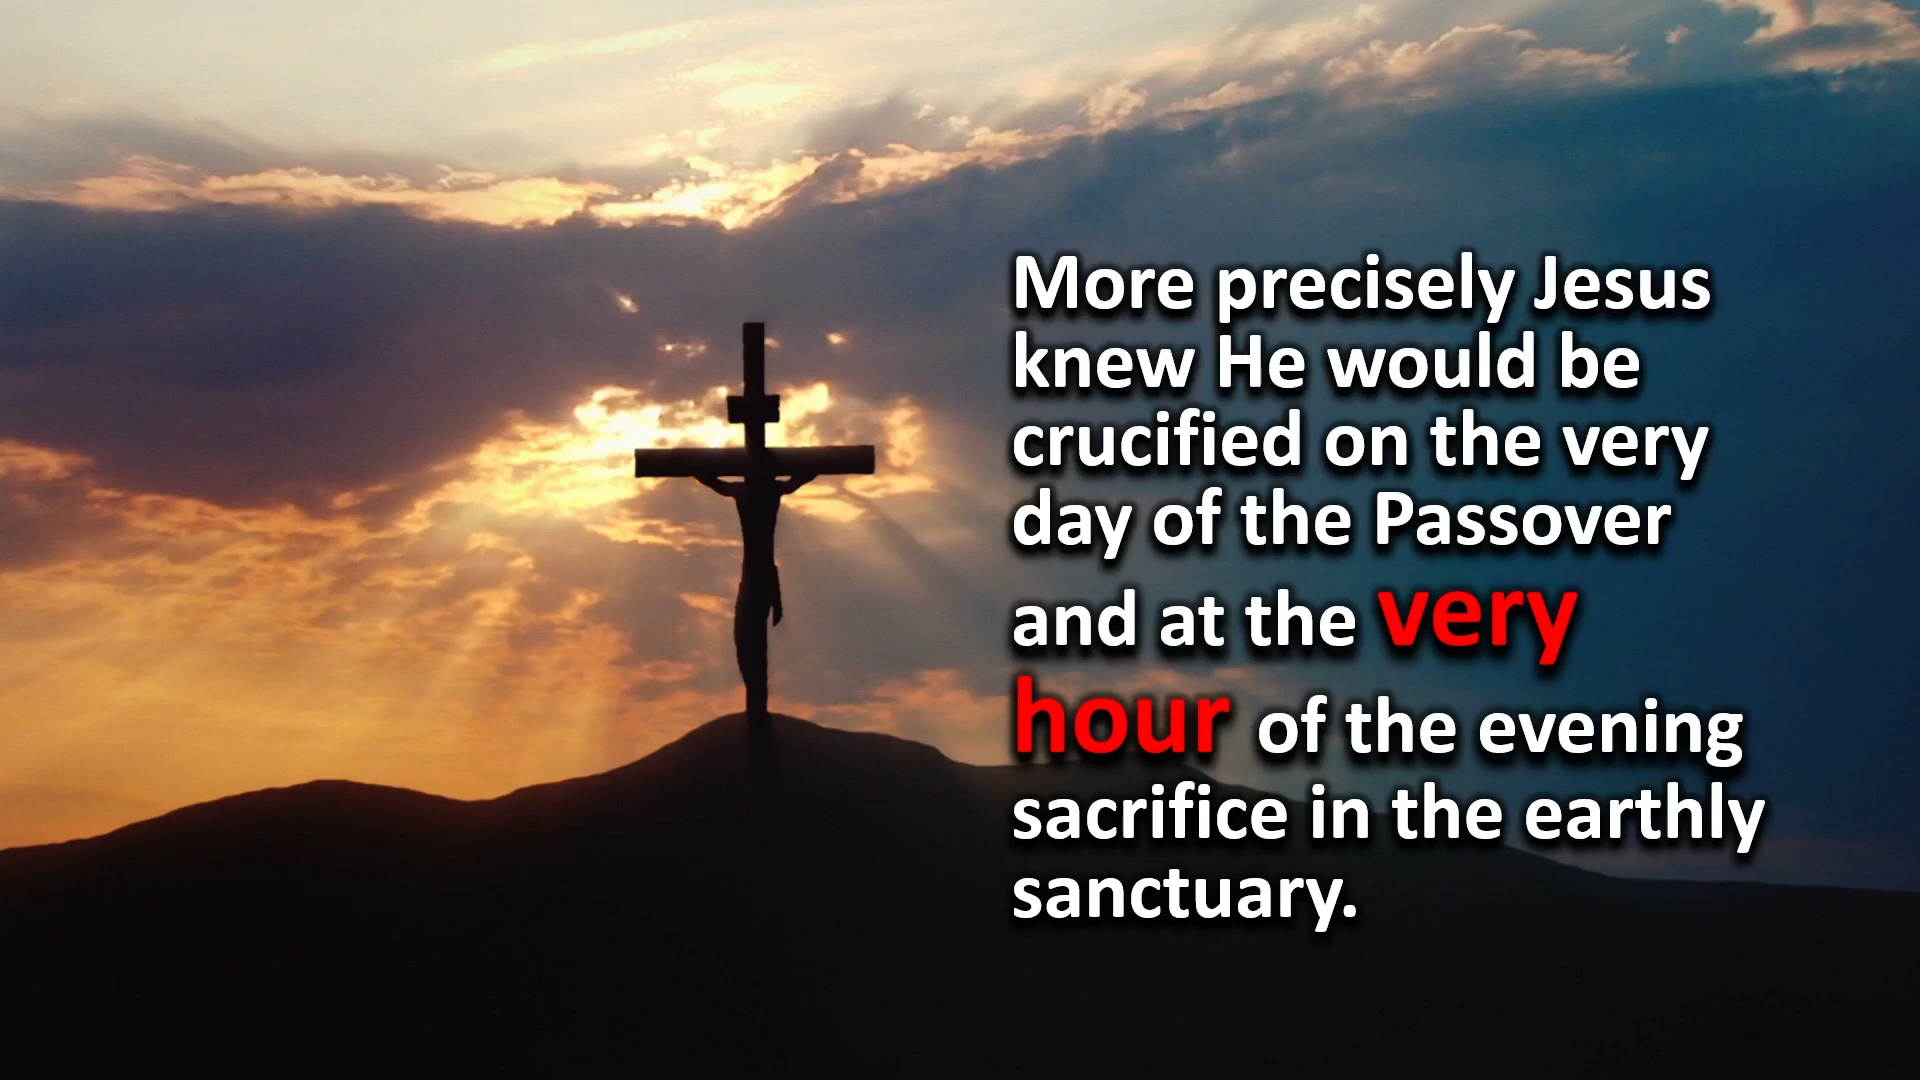 More precisely Jesus
knew He would be
crucified on the very
day of the Passover
and at the very
hour of the evening
sacrifice in the earthly
sanctuary.